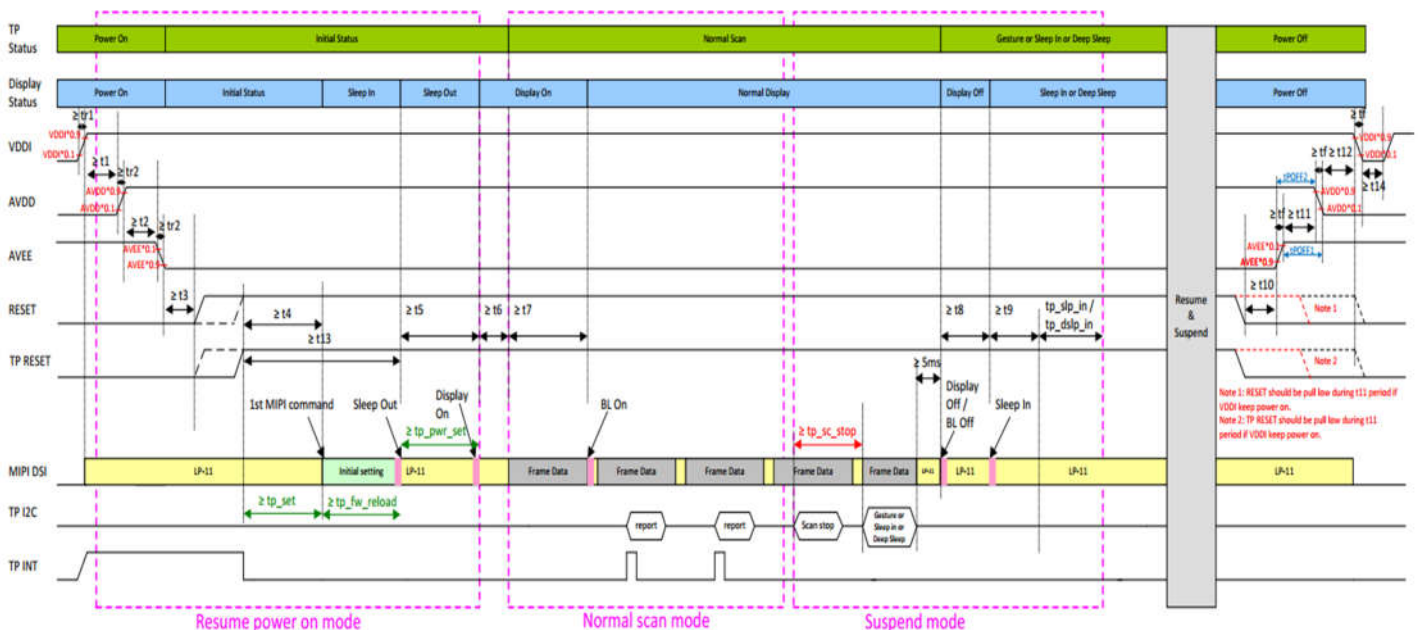 TP
Status
Power On
Initial Status
Normal Scan
Gesture or Sleep In or Deep Sleep
Power Off
Display
Status
Power On
Initial Status
Sleep In
Sleep Out
Display On
Normal Display
Display Off
Sleep In or Deep Sleep
Power Off
≥ tr1
≥ tf
VDDI
VDDI*0.9
VDDI*0.1
VDDI*0.9
VDDI*0.1
≥ t1
≥ tr2
≥ tf ≥ t12
≥ t14
AVDD
AVDD*0.9
AVDD*0.1
tPOFF2
AVDD*0.9
AVDD*0.1
≥ t2
≥ tr2
≥ tf ≥ t11
AVEE
AVEE*0.1
AVEE*0.9
AVEE*0.1
AVEE*0.9
tPOFF1
≥ t3
≥ t10
RESET
≥ t4
≥ t5
≥ t6
≥ t7
≥ t8
≥ t9
tp_slp_in /
tp_dslp_in
Resume
&
Suspend
Note 1
≥ t13
TP RESET
≥ 5ms
Note 2
1st MIPI command
Sleep Out
Display
On
BL On
Display
Off /
BL Off
Sleep In
Note 1: RESET should be pull low during t11 period if
VDDI keep power on.
Note 2: TP RESET should be pull low during t11
period if VDDI keep power on.
≥ tp_pwr_set
≥ tp_sc_stop
MIPI DSI
LP-11
Initial setting
LP-11
Frame Data
Frame Data
Frame Data
Frame Data
Frame Data
LP-11
LP-11
LP-11
LP-11
≥ tp_set
≥ tp_fw_reload
TP I2C
report
report
Scan stop
Gesture or
Sleep in or
Deep Sleep
TP INT
Resume power on mode
Normal scan mode
Suspend mode